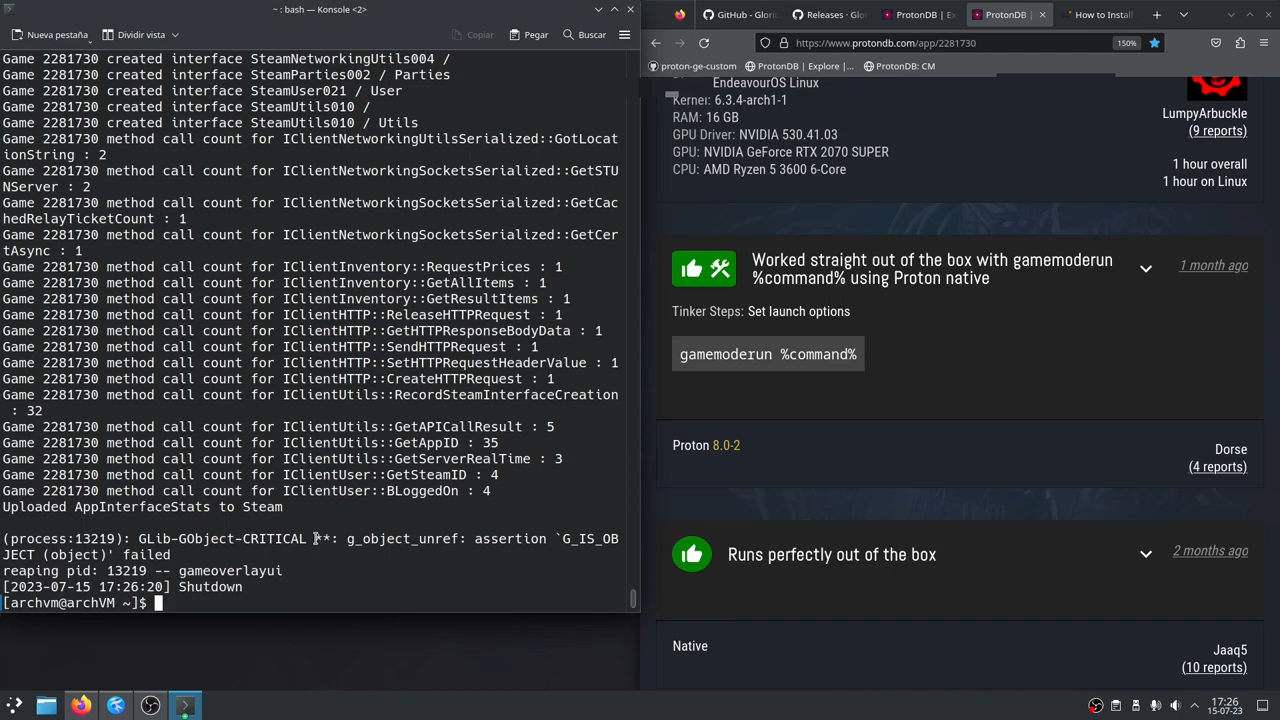 ~ : bash — Konsole <2>
Nueva pestaña
Dividir vista
Copiar
Pegar
Buscar
Game 2281730 created interface SteamNetworkingUtils004 /
Game 2281730 created interface SteamParties002 / Parties
Game 2281730 created interface SteamUser021 / User
Game 2281730 created interface SteamUtils010 /
Game 2281730 created interface SteamUtils010 / Utils
Game 2281730 method call count for IClientNetworkingUtilsSerialized::GotLocat
ionString : 2
Game 2281730 method call count for IClientNetworkingSocketsSerialized::GetSTU
NServer : 2
Game 2281730 method call count for IClientNetworkingSocketsSerialized::GetCac
hedRelayTicketCount : 1
Game 2281730 method call count for IClientNetworkingSocketsSerialized::GetCer
tAsync : 1
Game 2281730 method call count for IClientInventory::RequestPrices : 1
Game 2281730 method call count for IClientInventory::GetAllItems : 1
Game 2281730 method call count for IClientInventory::GetResultItems : 1
Game 2281730 method call count for IClientHTTP::ReleaseHTTPRequest : 1
Game 2281730 method call count for IClientHTTP::GetHTTPResponseBodyData : 1
Game 2281730 method call count for IClientHTTP::SendHTTPRequest : 1
Game 2281730 method call count for IClientHTTP::SetHTTPRequestHeaderValue : 1
Game 2281730 method call count for IClientHTTP::CreateHTTPRequest : 1
Game 2281730 method call count for IClientUtils::RecordSteamInterfaceCreation
: 32
Game 2281730 method call count for IClientUtils::GetAPICallResult : 5
Game 2281730 method call count for IClientUtils::GetAppID : 35
Game 2281730 method call count for IClientUtils::GetServerRealTime : 3
Game 2281730 method call count for IClientUser::GetSteamID : 4
Game 2281730 method call count for IClientUser::BLoggedOn : 4
Uploaded AppInterfaceStats to Steam
(process:13219): GLib-GObject-CRITICAL **: g_object_unref: assertion `G_IS_OB
JECT (object)' failed
reaping pid: 13219 -- gameoverlayui
[2023-07-15 17:26:20] Shutdown
[archvm@archVM ~]$
GitHub - Glori
Releases · Glo
ProtonDB | Ex
ProtonDB |
How to Install
https://www.protondb.com/app/2281730
150%
proton-ge-custom
ProtonDB | Explore |...
ProtonDB: CM
EndeavourOS Linux
Kernel: 6.3.4-arch1-1
RAM: 16 GB
GPU Driver: NVIDIA 530.41.03
GPU: NVIDIA GeForce RTX 2070 SUPER
CPU: AMD Ryzen 5 3600 6-Core
LumpyArbuckle
(9 reports)
1 hour overall
1 hour on Linux
Worked straight out of the box with gamemoderun
%command% using Proton native
1 month ago
Tinker Steps: Set launch options
gamemoderun %command%
Proton 8.0-2
Dorse
(4 reports)
Runs perfectly out of the box
2 months ago
Native
Jaaq5
(10 reports)
17:26
15-07-23